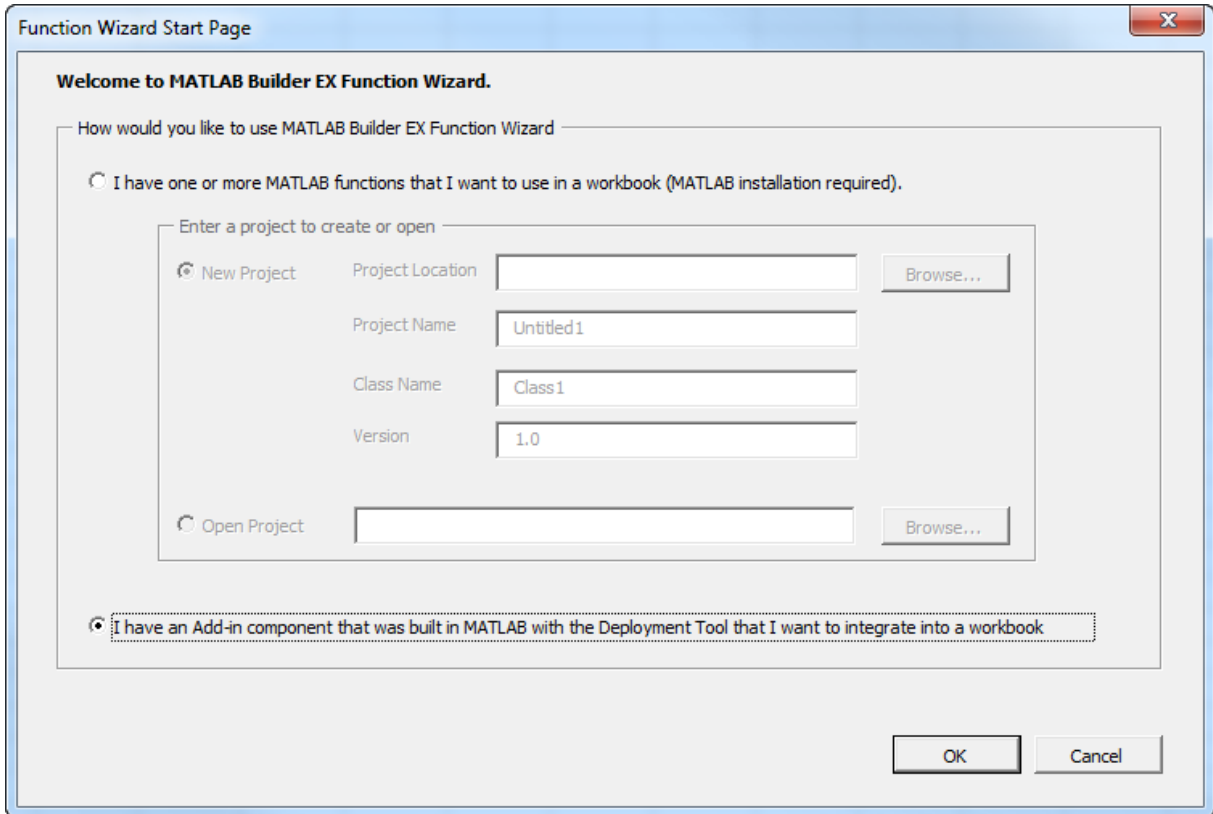 Function Wizard Start Page
Welcome to MATLAB Builder EX Function Wizard.
How would you like to use MATLAB Builder EX Function Wizard
I have one or more MATLAB functions that I want to use in a workbook (MATLAB installation required).
Enter a project to create or open
New Project Project Location Browse...
Project Name Untitled1
Class Name Class1
Version 1.0
Open Project Browse...
I have an Add-in component that was built in MATLAB with the Deployment Tool that I want to integrate into a workbook
OK Cancel